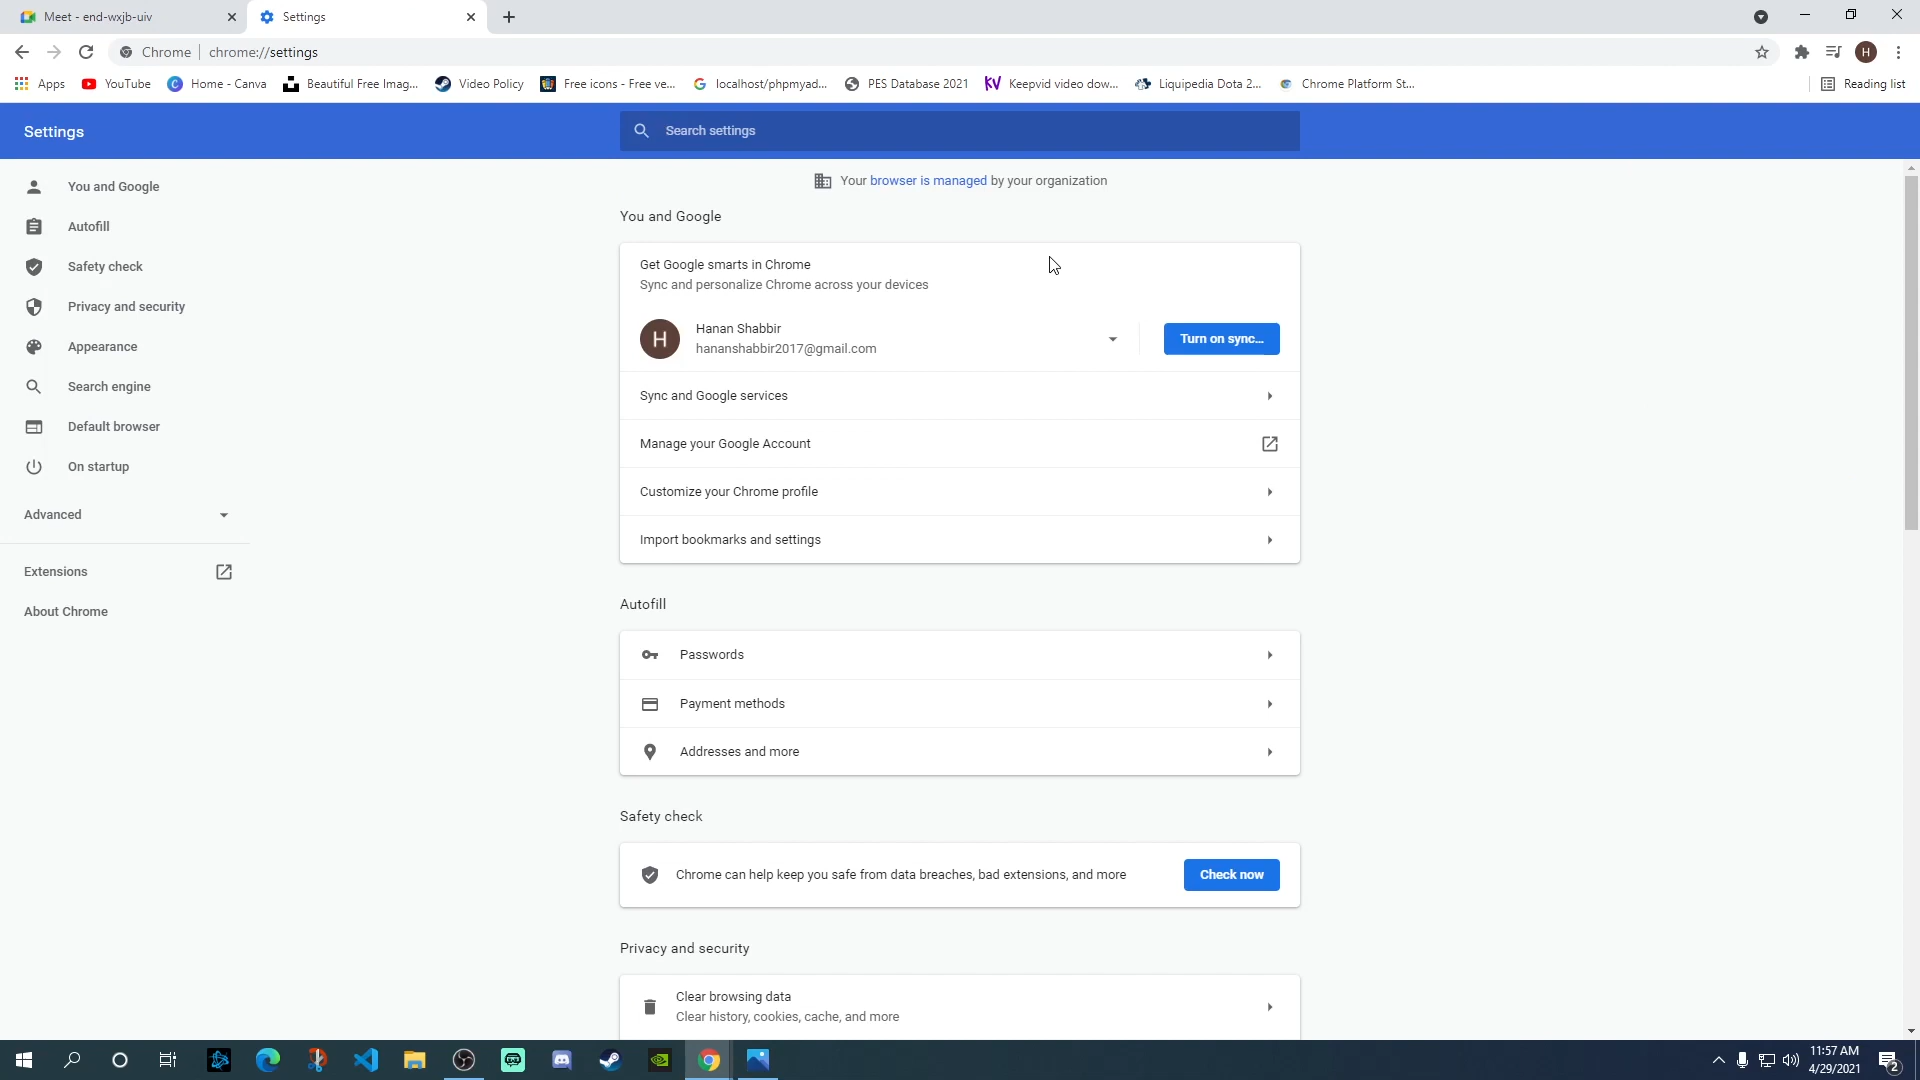 Meet - end-wxjb-uiv
Settings
Chrome
chrome://settings
H
Apps
YouTube
Home - Canva
Beautiful Free Imag...
Video Policy
Free icons - Free ve...
localhost/phpmyad...
PES Database 2021
KV
Keepvid video dow...
Liquipedia Dota 2...
Chrome Platform St...
Reading list
Settings
Search settings
You and Google
Autofill
Safety check
Privacy and security
Appearance
Search engine
Default browser
On startup
Advanced
Extensions
About Chrome
Your browser is managed by your organization
You and Google
Get Google smarts in Chrome
Sync and personalize Chrome across your devices
H
Hanan Shabbir
hananshabbir2017@gmail.com
Turn on sync...
Sync and Google services
Manage your Google Account
Customize your Chrome profile
Import bookmarks and settings
Autofill
Passwords
Payment methods
Addresses and more
Safety check
Chrome can help keep you safe from data breaches, bad extensions, and more
Check now
Privacy and security
Clear browsing data
Clear history, cookies, cache, and more
11:57 AM
4/29/2021
2